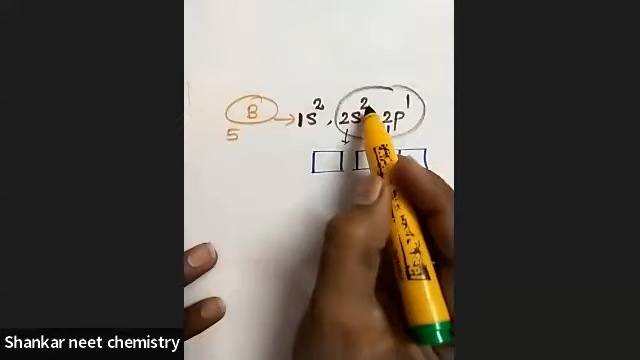 B → 1s², 2s² 2p¹
5
Shankar neet chemistry